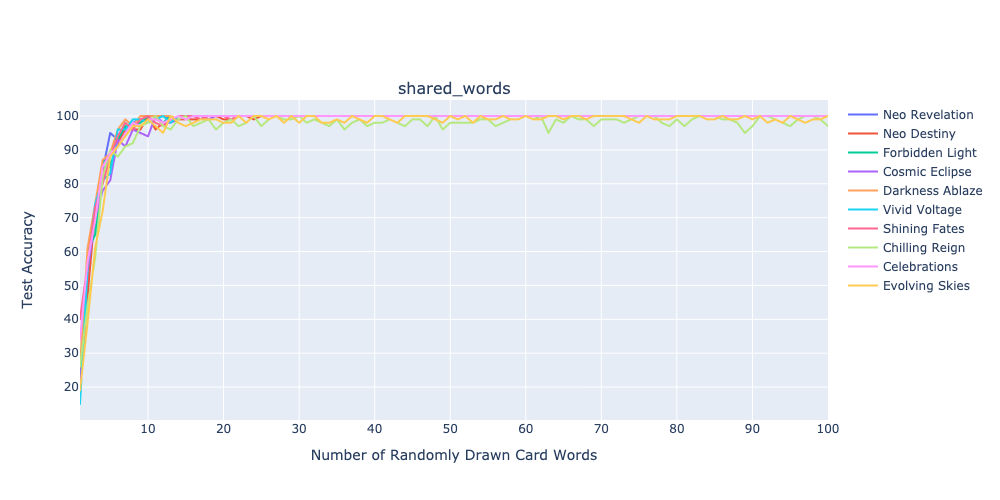 shared_words
100
90
80
70
60
50
40
30
20
Test Accuracy
10 20 30 40 50 60 70 80 90 100
Number of Randomly Drawn Card Words
Neo Revelation
Neo Destiny
Forbidden Light
Cosmic Eclipse
Darkness Ablaze
Vivid Voltage
Shining Fates
Chilling Reign
Celebrations
Evolving Skies